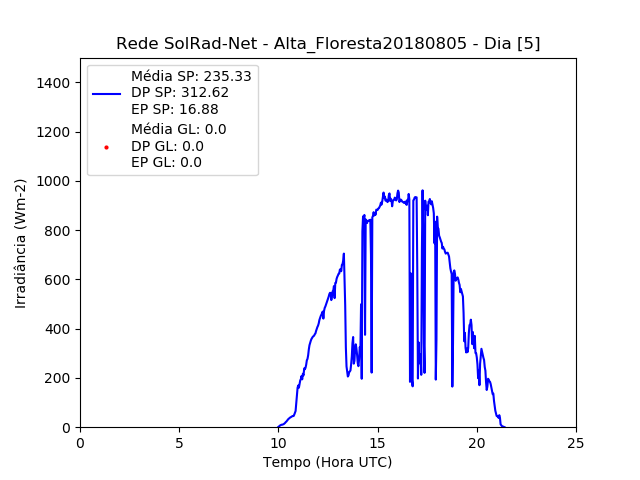 Rede SolRad-Net - Alta_Floresta20180805 - Dia [5]
Média SP: 235.33
DP SP: 312.62
EP SP: 16.88
Média GL: 0.0
DP GL: 0.0
EP GL: 0.0
1400
1200
1000
800
600
400
200
0
Irradiância (Wm-2)
0 5 10 15 20 25
Tempo (Hora UTC)